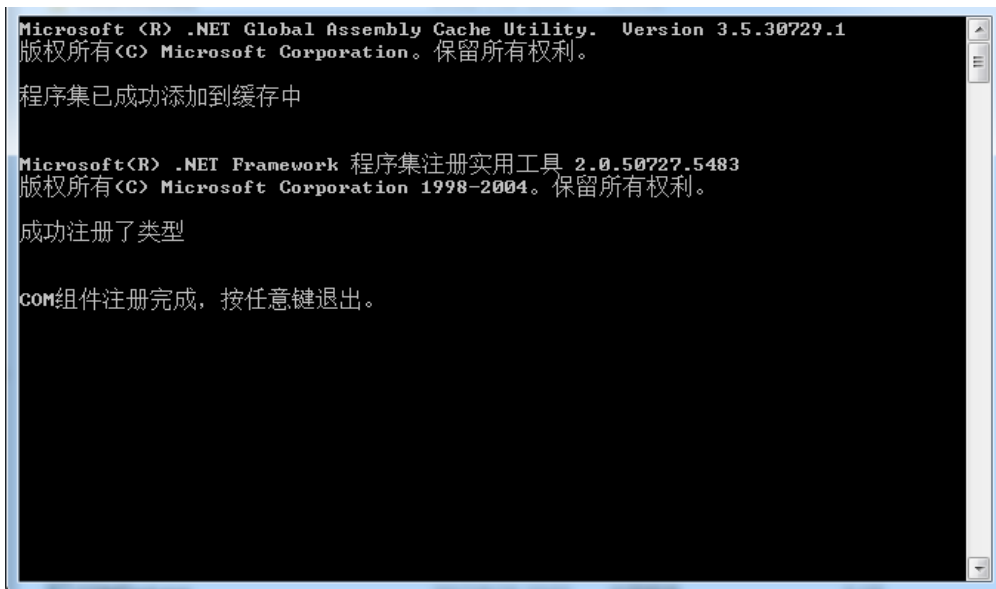 Microsoft (R) .NET Global Assembly Cache Utility.  Version 3.5.30729.1
版权所有(C) Microsoft Corporation。保留所有权利。
程序集已成功添加到缓存中
Microsoft(R) .NET Framework 程序集注册实用工具 2.0.50727.5483
版权所有(C) Microsoft Corporation 1998-2004。保留所有权利。
成功注册了类型
COM组件注册完成，按任意键退出。